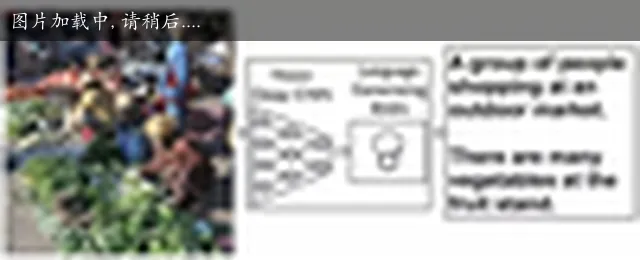 图片加载中,请稍后....
Vision
Deep CNN
Language
Generating
RNN
A group of people
shopping at an
outdoor market.
There are many
vegetables at the
fruit stand.